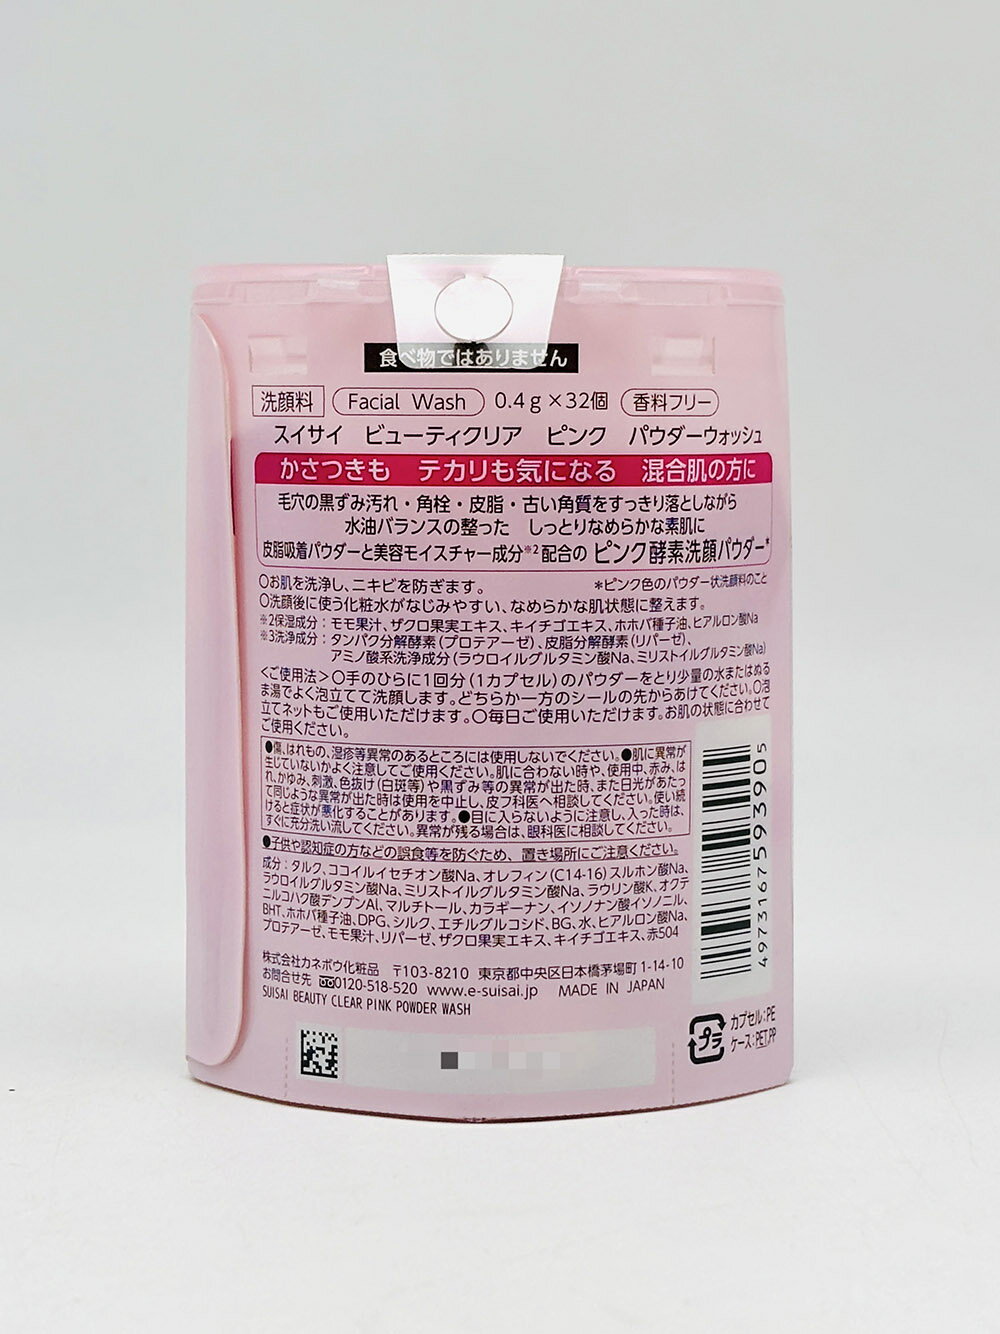 食べ物ではありません
洗顔料 Facial Wash 0.4g×32個 香料フリー
スイサイ ビューティクリア ピンク パウダーウォッシュ
かさつきも テカリも気になる 混合肌の方に
毛穴の黒ずみ汚れ・角栓・皮脂・古い角質をすっきり落としながら
水油バランスの整った しっとりなめらかな素肌に
皮脂吸着パウダーと美容モイスチャー成分※2配合の ピンク酵素洗顔パウダー*
○お肌を洗浄し、ニキビを防ぎます。 *ピンク色のパウダー状洗顔料のこと
○洗顔後に使う化粧水がなじみやすい、なめらかな肌状態に整えます。
※2保湿成分：モモ果汁、ザクロ果実エキス、キイチゴエキス、ホホバ種子油、ヒアルロン酸Na
※3洗浄成分：タンパク分解酵素（プロテアーゼ）、皮脂分解酵素（リパーゼ）、
アミノ酸系洗浄成分（ラウロイルグルタミン酸Na、ミリストイルグルタミン酸Na）
＜ご使用法＞○手のひらに1回分（1カプセル）のパウダーをとり少量の水またはぬる
ま湯でよく泡立てて洗顔します。どちらか一方のシールの先からあけてください。○泡
立てネットもご使用いただけます。○毎日ご使用いただけます。お肌の状態に合わせて
ご使用ください。
●傷、はれもの、湿疹等異常のあるところには使用しないでください。●肌に異常が
生じていないかよく注意してご使用ください。肌に合わない時や、使用中、赤み、は
れ、かゆみ、刺激、色抜け（白斑等）や黒ずみ等の異常が出た時、また日光があたっ
て同じような異常が出た時は使用を中止し、皮フ科医へ相談してください。使い続
けると症状が悪化することがあります。●目に入らないように注意し、入った時は、
すぐに充分洗い流してください。異常が残る場合は、眼科医に相談してください。
●子供や認知症の方などの誤食等を防ぐため、置き場所にご注意ください。
成分：タルク、ココイルイセチオン酸Na、オレフィン（C14-16）スルホン酸Na、
ラウロイルグルタミン酸Na、ミリストイルグルタミン酸Na、ラウリン酸K、オクテ
ニルコハク酸デンプンAl、マルチトール、カラギーナン、イソノナン酸イソノニル、
BHT、ホホバ種子油、DPG、シルク、エチルグルコシド、BG、水、ヒアルロン酸Na、
プロテアーゼ、モモ果汁、リパーゼ、ザクロ果実エキス、キイチゴエキス、赤504
株式会社カネボウ化粧品 〒103-8210 東京都中央区日本橋茅場町1-14-10
お問合せ先 0120-518-520 www.e-suisai.jp MADE IN JAPAN
SUISAI BEAUTY CLEAR PINK POWDER WASH
4973167593905
プラ カプセル：PE
ケース：PET,PP